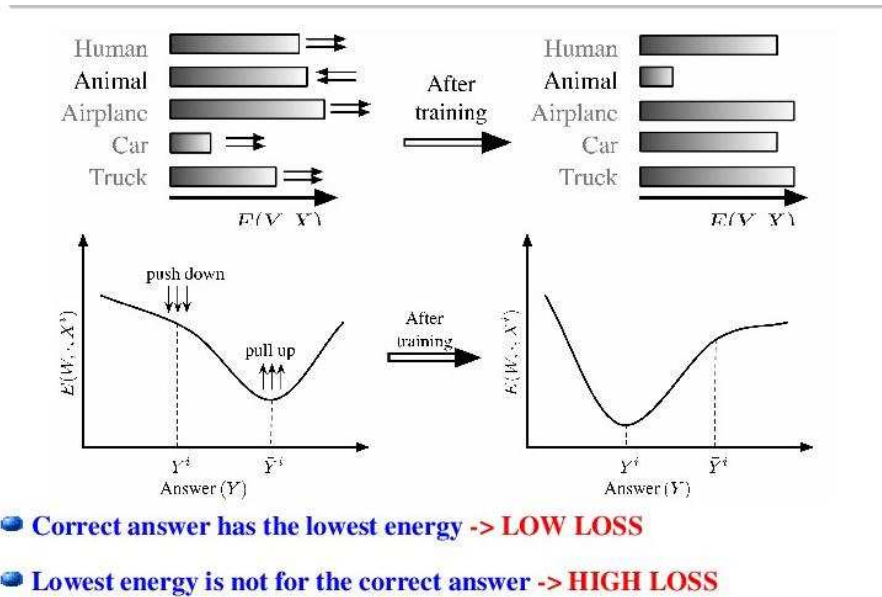 Human
Animal
Airplane
Car
Truck
After
training
Human
Animal
Airplane
Car
Truck
E(Y, X)
E(Y, X)
push down
pull up
E(W, ·, X^i)
Y^i
Ȳ^i
Answer (Y)
After
training
E(W, ·, X^i)
Y^i
Ȳ^i
Answer (Y)
Correct answer has the lowest energy -> LOW LOSS
Lowest energy is not for the correct answer -> HIGH LOSS